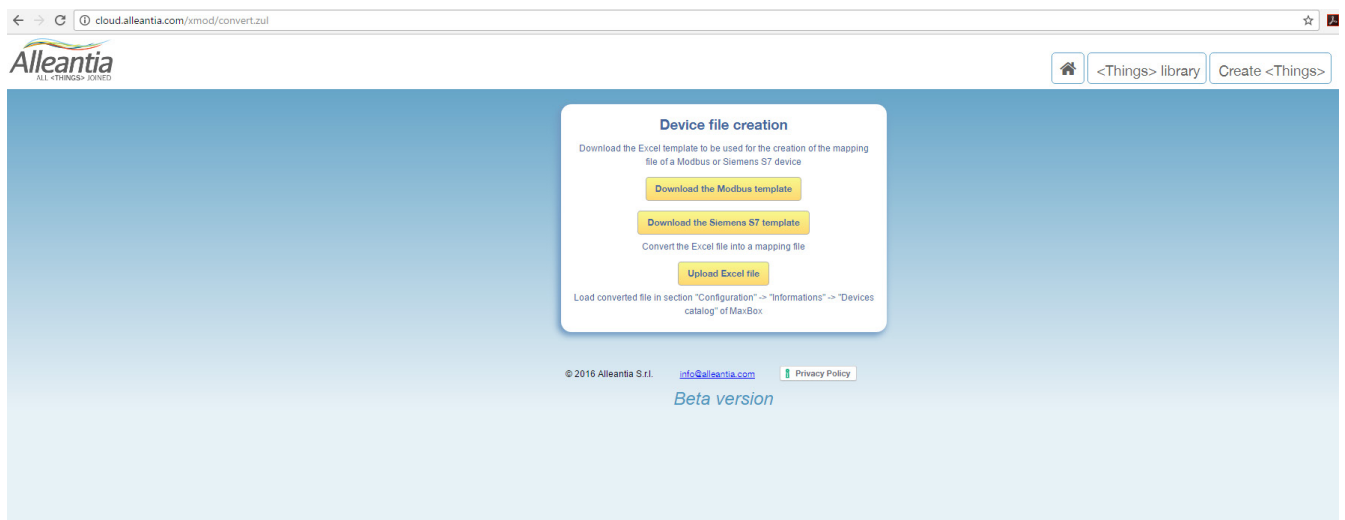 cloud.alleantia.com/xmod/convert.zul
Alleantia
ALL <THINGS> JOINED
<Things> library
Create <Things>
Device file creation
Download the Excel template to be used for the creation of the mapping
file of a Modbus or Siemens S7 device
Download the Modbus template
Download the Siemens S7 template
Convert the Excel file into a mapping file
Upload Excel file
Load converted file in section "Configuration" -> "Informations" -> "Devices
catalog" of MaxBox
© 2016 Alleantia S.r.l. info@alleantia.com Privacy Policy
Beta version